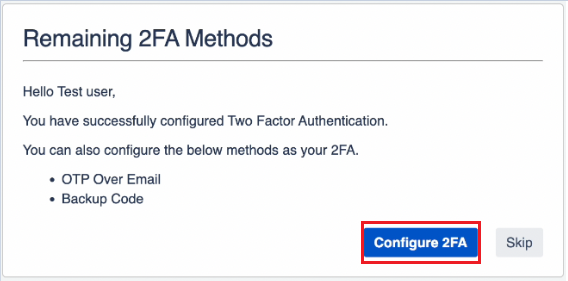 Remaining 2FA Methods
Hello Test user,
You have successfully configured Two Factor Authentication.
You can also configure the below methods as your 2FA.
• OTP Over Email
• Backup Code
Configure 2FA
Skip